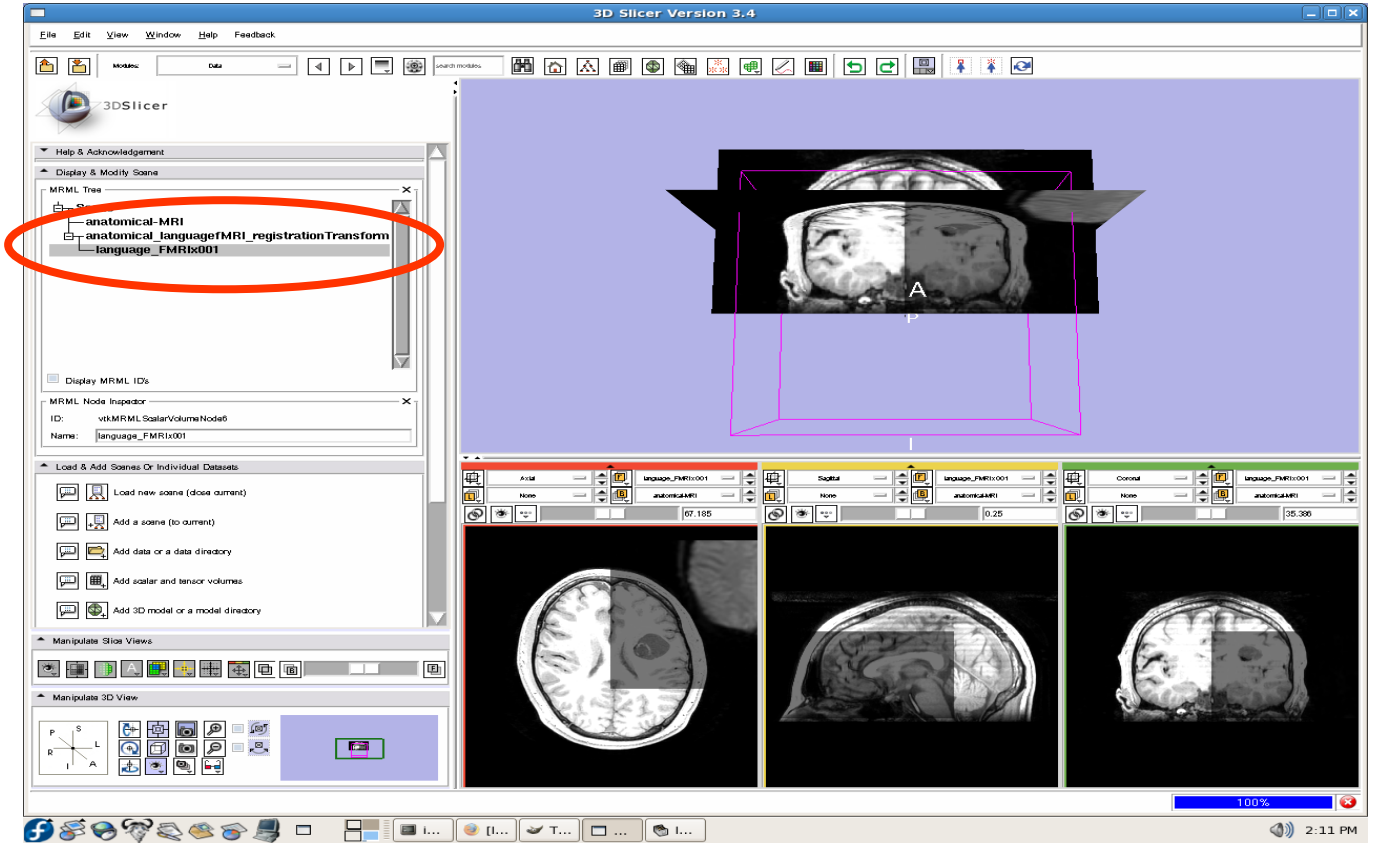 3D Slicer Version 3.4
File Edit View Window Help Feedback
Modules: Data search modules
3DSlicer
Help & Acknowledgement
Display & Modify Scene
MRML Tree
anatomical-MRI
anatomical_languagefMRI_registrationTransform
language_FMRIx001
Display MRML ID's
MRML Node Inspector
ID: vtkMRMLScalarVolumeNode6
Name: language_FMRIx001
Load & Add Scenes Or Individual Datasets
Load new scene (close current)
Add a scene (to current)
Add data or a data directory
Add scalar and tensor volumes
Add 3D model or a model directory
Manipulate Slice Views
A B F
Manipulate 3D View
P S
R L
I A
A
P
I
Axial F language_FMRIx001
L None B anatomical-MRI
67.185
Sagittal F language_FMRIx001
L None B anatomical-MRI
0.25
Coronal F language_FMRIx001
L None B anatomical-MRI
35.386
100%
i... [I... T... ... I... 2:11 PM